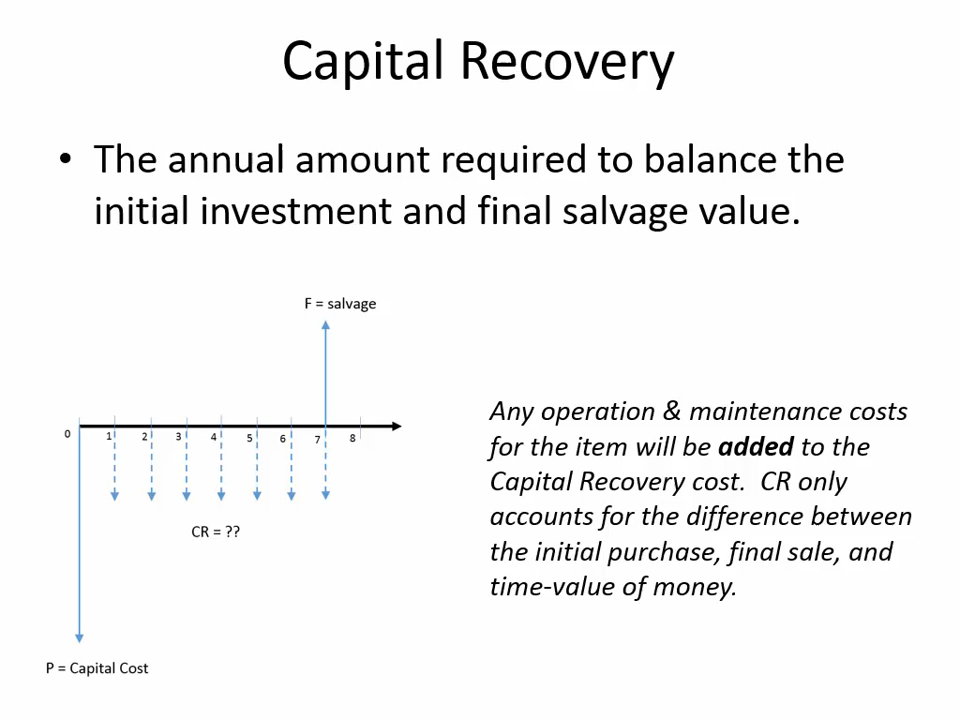 Capital Recovery
• The annual amount required to balance the
initial investment and final salvage value.
F = salvage
0 1 2 3 4 5 6 7 8
CR = ??
P = Capital Cost
Any operation & maintenance costs
for the item will be added to the
Capital Recovery cost.  CR only
accounts for the difference between
the initial purchase, final sale, and
time-value of money.